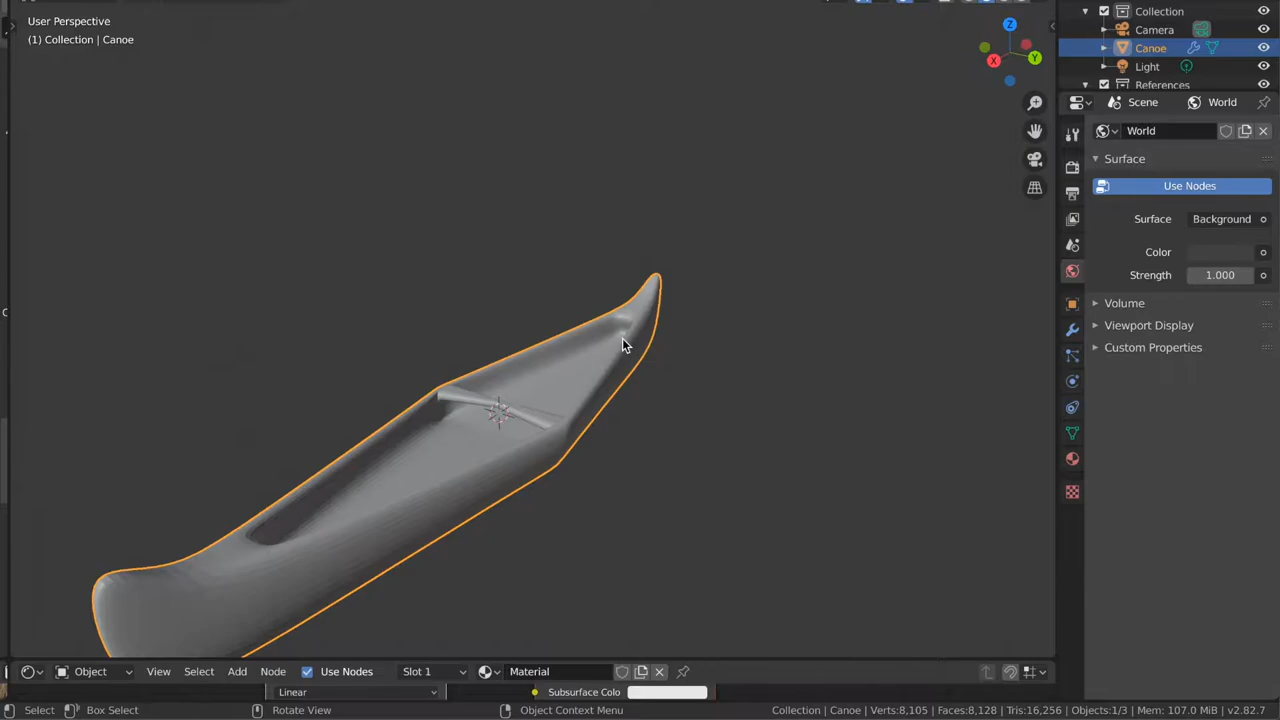 User Perspective
(1) Collection | Canoe
Z
X
Y
Collection
Camera
Canoe
Light
References
Scene
World
World
Surface
Use Nodes
Surface
Background
Color
Strength
1.000
Volume
Viewport Display
Custom Properties
Object
View
Select
Add
Node
Use Nodes
Slot 1
Material
Linear
Subsurface Colo
Select
Box Select
Rotate View
Object Context Menu
Collection | Canoe | Verts:8,105 | Faces:8,128 | Tris:16,256 | Objects:1/3 | Mem: 107.0 MiB | v2.82.7